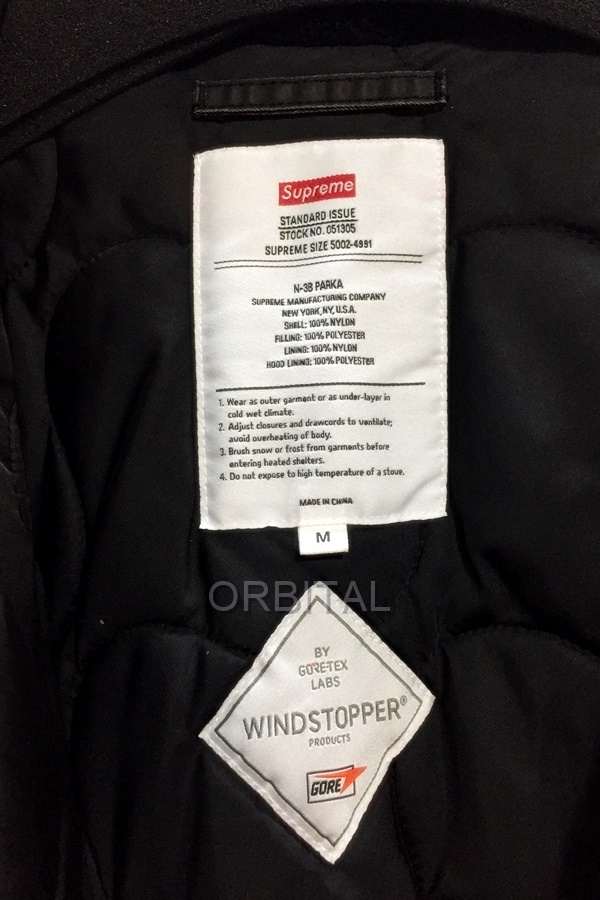 Supreme
STANDARD ISSUE
STOCK NO. 051305
SUPREME SIZE 5002-4991
N-3B PARKA
SUPREME MANUFACTURING COMPANY
NEW YORK, NY, U.S.A.
SHELL: 100% NYLON
FILLING: 100% POLYESTER
LINING: 100% NYLON
HOOD LINING: 100% POLYESTER
1. Wear as outer garment or as under-layer in
cold wet climate.
2. Adjust closures and drawcords to ventilate;
avoid overheating of body.
3. Brush snow or frost from garments before
entering heated shelters.
4. Do not expose to high temperature of a stove.
MADE IN CHINA
M
ORBITAL
BY
GORE-TEX
LABS
WINDSTOPPER®
PRODUCTS
GORE